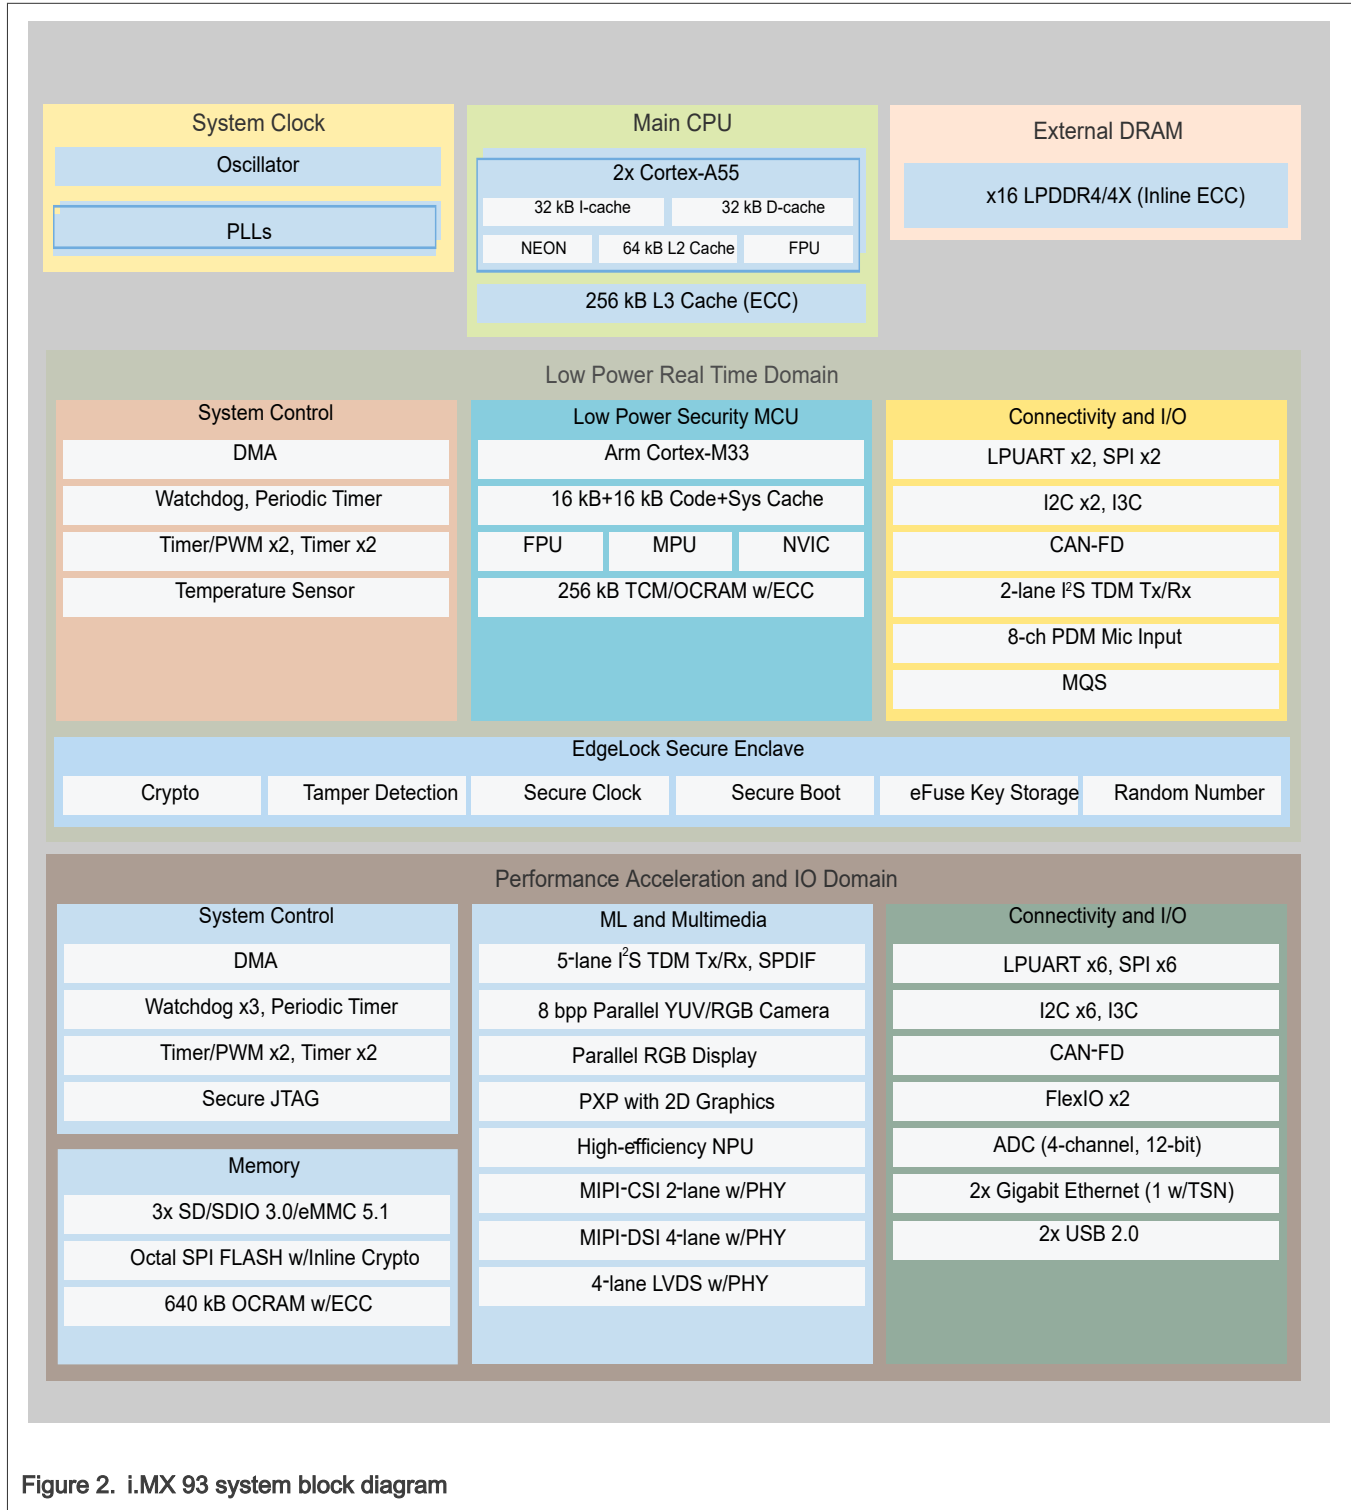 System Clock
Oscillator
PLLs
Main CPU
2x Cortex-A55
32 kB I-cache
32 kB D-cache
NEON
64 kB L2 Cache
FPU
256 kB L3 Cache (ECC)
External DRAM
x16 LPDDR4/4X (Inline ECC)
Low Power Real Time Domain
System Control
DMA
Watchdog, Periodic Timer
Timer/PWM x2, Timer x2
Temperature Sensor
Low Power Security MCU
Arm Cortex-M33
16 kB+16 kB Code+Sys Cache
FPU
MPU
NVIC
256 kB TCM/OCRAM w/ECC
Connectivity and I/O
LPUART x2, SPI x2
I2C x2, I3C
CAN-FD
2-lane I²S TDM Tx/Rx
8-ch PDM Mic Input
MQS
EdgeLock Secure Enclave
Crypto
Tamper Detection
Secure Clock
Secure Boot
eFuse Key Storage
Random Number
Performance Acceleration and IO Domain
System Control
DMA
Watchdog x3, Periodic Timer
Timer/PWM x2, Timer x2
Secure JTAG
Memory
3x SD/SDIO 3.0/eMMC 5.1
Octal SPI FLASH w/Inline Crypto
640 kB OCRAM w/ECC
ML and Multimedia
5-lane I²S TDM Tx/Rx, SPDIF
8 bpp Parallel YUV/RGB Camera
Parallel RGB Display
PXP with 2D Graphics
High-efficiency NPU
MIPI-CSI 2-lane w/PHY
MIPI-DSI 4-lane w/PHY
4-lane LVDS w/PHY
Connectivity and I/O
LPUART x6, SPI x6
I2C x6, I3C
CAN-FD
FlexIO x2
ADC (4-channel, 12-bit)
2x Gigabit Ethernet (1 w/TSN)
2x USB 2.0
Figure 2. i.MX 93 system block diagram